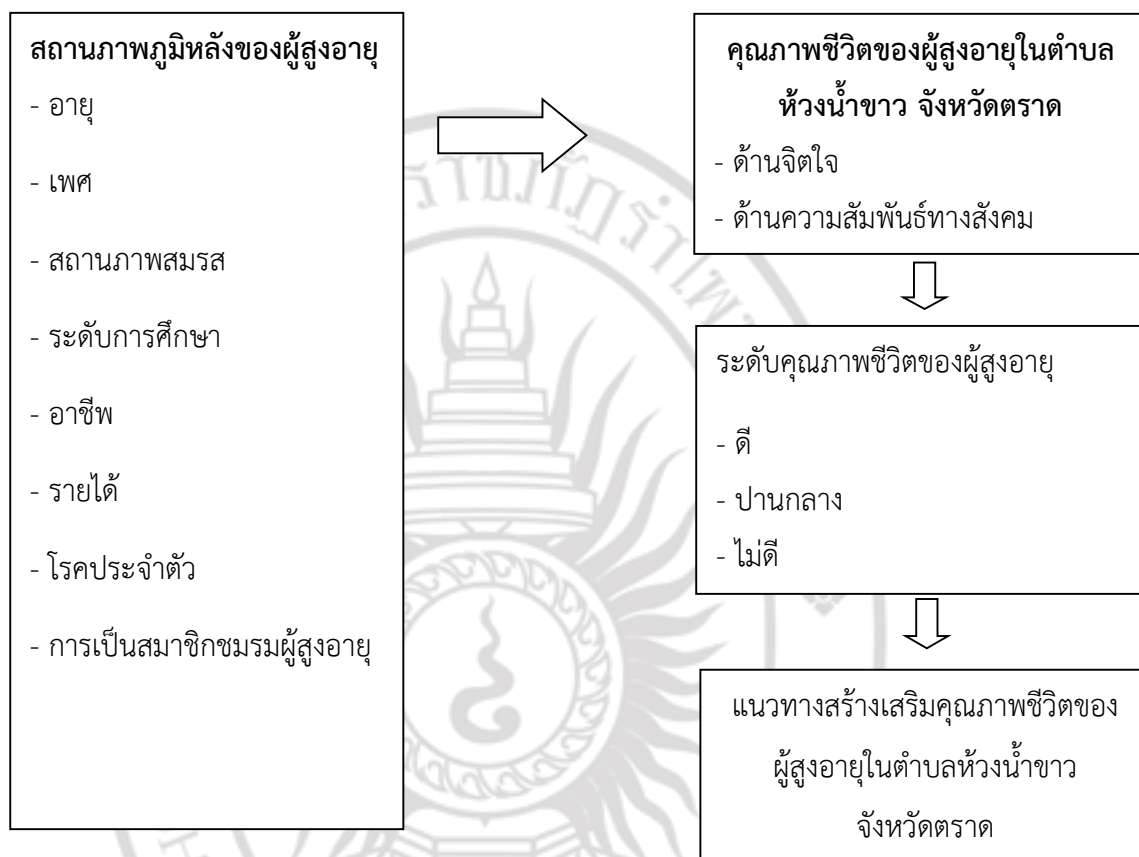 สถานภาพภูมิหลังของผู้สูงอายุ
- อายุ
- เพศ
- สถานภาพสมรส
- ระดับการศึกษา
- อาชีพ
- รายได้
- โรคประจำตัว
- การเป็นสมาชิกชมรมผู้สูงอายุ
คุณภาพชีวิตของผู้สูงอายุในตำบล
ห้วงน้ำขาว จังหวัดตราด
- ด้านจิตใจ
- ด้านความสัมพันธ์ทางสังคม
ระดับคุณภาพชีวิตของผู้สูงอายุ
- ดี
- ปานกลาง
- ไม่ดี
แนวทางสร้างเสริมคุณภาพชีวิตของ
ผู้สูงอายุในตำบลห้วงน้ำขาว
จังหวัดตราด